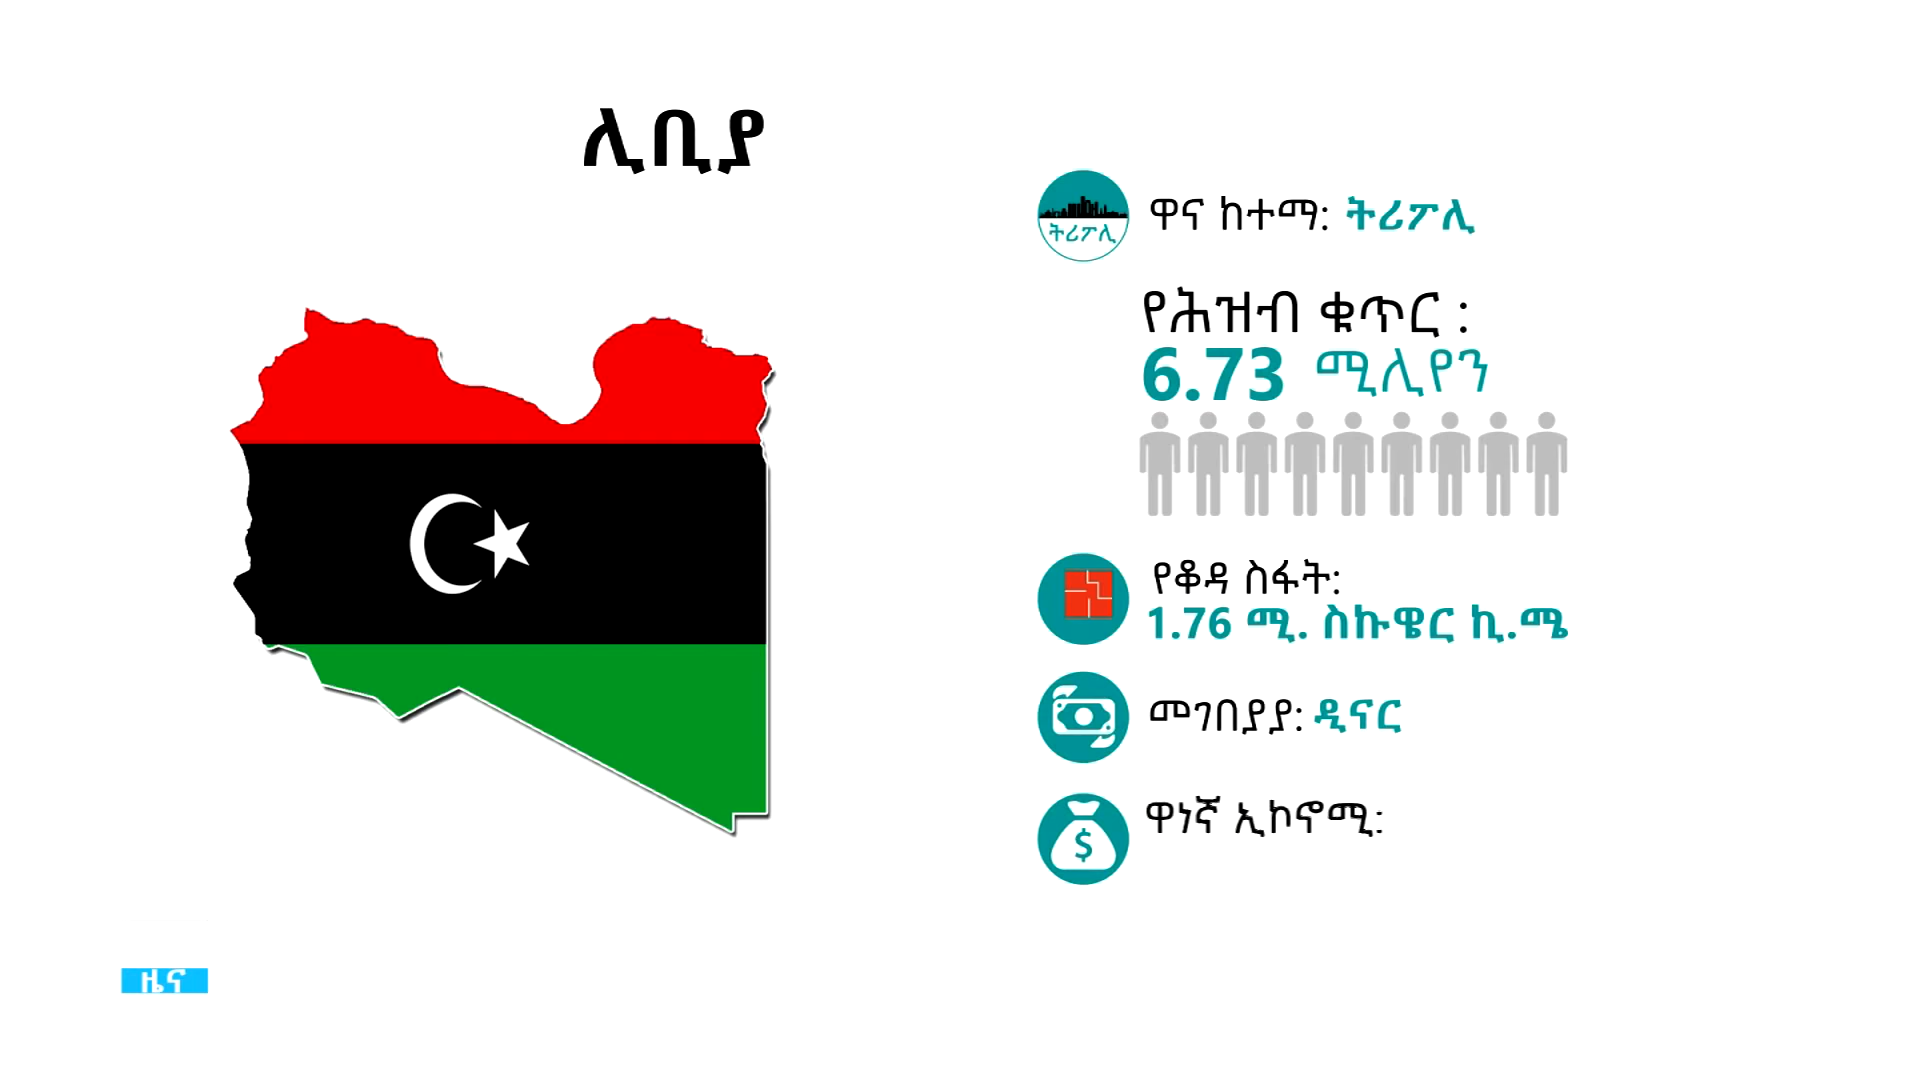 ሊቢያ
ትሪፖሊ
ዋና ከተማ: ትሪፖሊ
የሕዝብ ቁጥር :
6.73 ሚሊየን
የቆዳ ስፋት:
1.76 ሚ. ስኩዌር ኪ.ሜ
መገበያያ: ዲናር
$
ዋነኛ ኢኮኖሚ:
ዜና